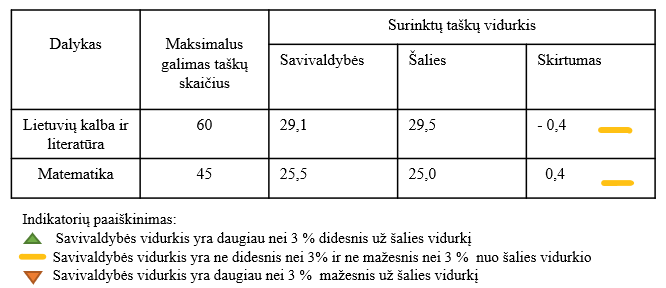 Dalykas
Maksimalus
galimas taškų
skaičius
Surinktų taškų vidurkis
Savivaldybės
Šalies
Skirtumas
Lietuvių kalba ir
literatūra
60
29,1
29,5
- 0,4
Matematika
45
25,5
25,0
0,4
Indikatorių paaiškinimas:
Savivaldybės vidurkis yra daugiau nei 3 % didesnis už šalies vidurkį
Savivaldybės vidurkis yra ne didesnis nei 3% ir ne mažesnis nei 3 % nuo šalies vidurkio
Savivaldybės vidurkis yra daugiau nei 3 % mažesnis už šalies vidurkį